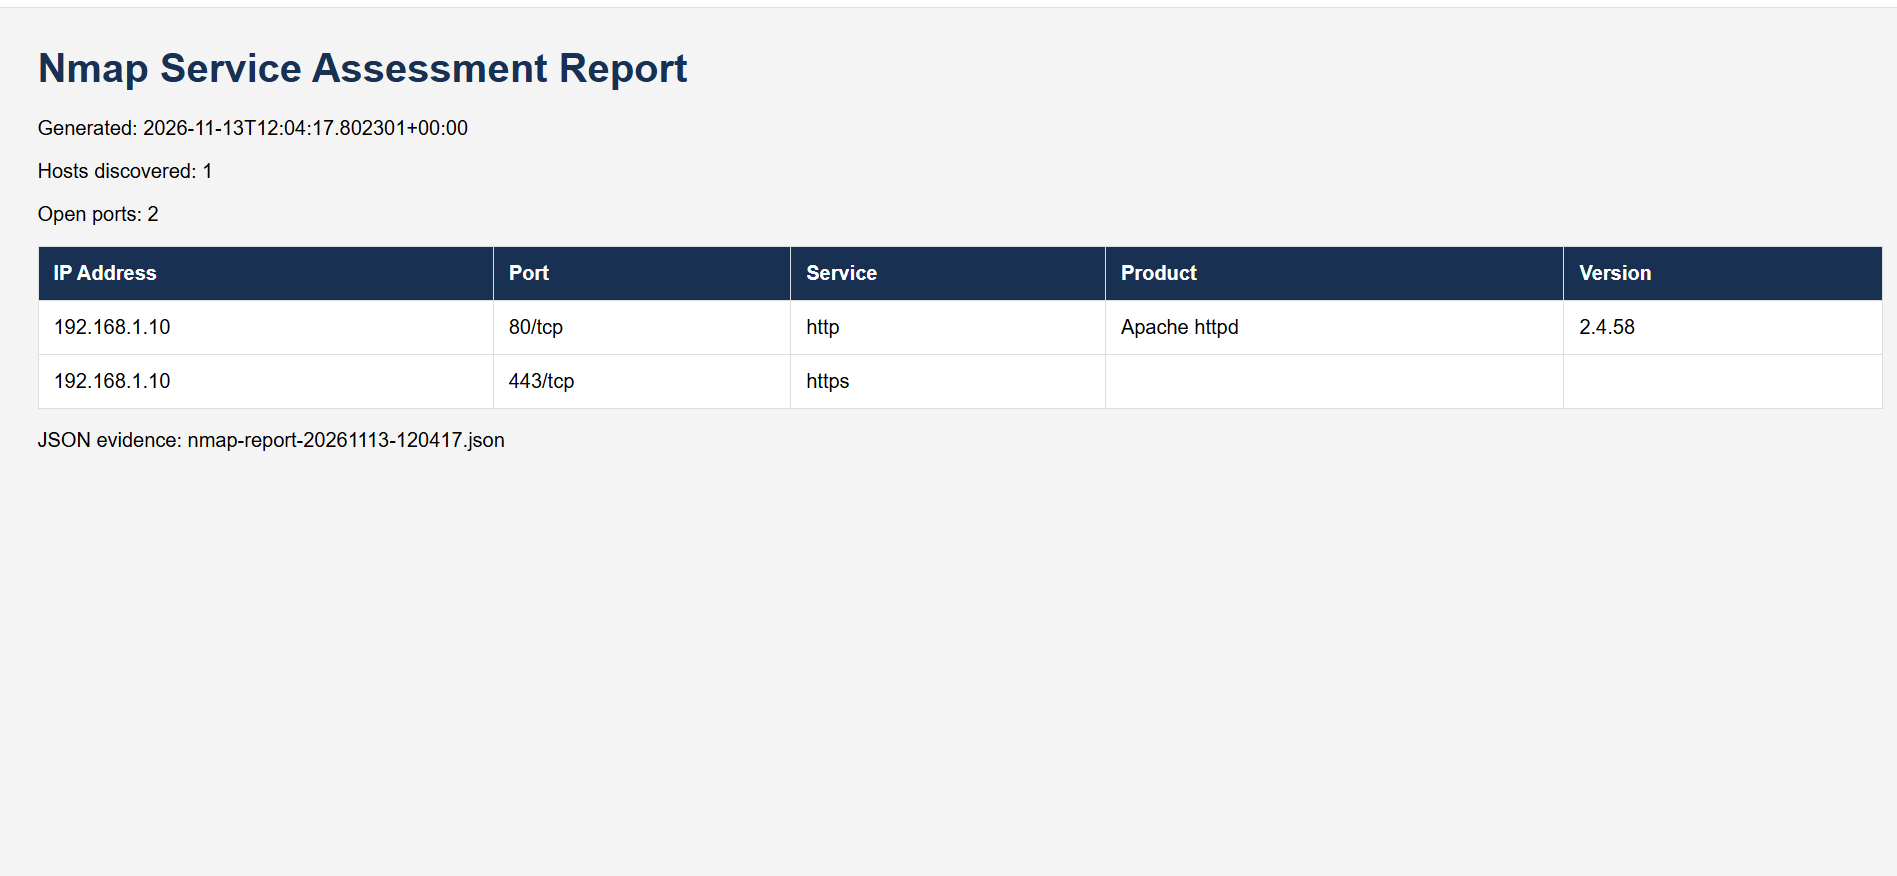 Nmap Service Assessment Report
Generated: 2026-11-13T12:04:17.802301+00:00
Hosts discovered: 1
Open ports: 2
IP Address Port Service Product Version
192.168.1.10 80/tcp http Apache httpd 2.4.58
192.168.1.10 443/tcp https
JSON evidence: nmap-report-20261113-120417.json